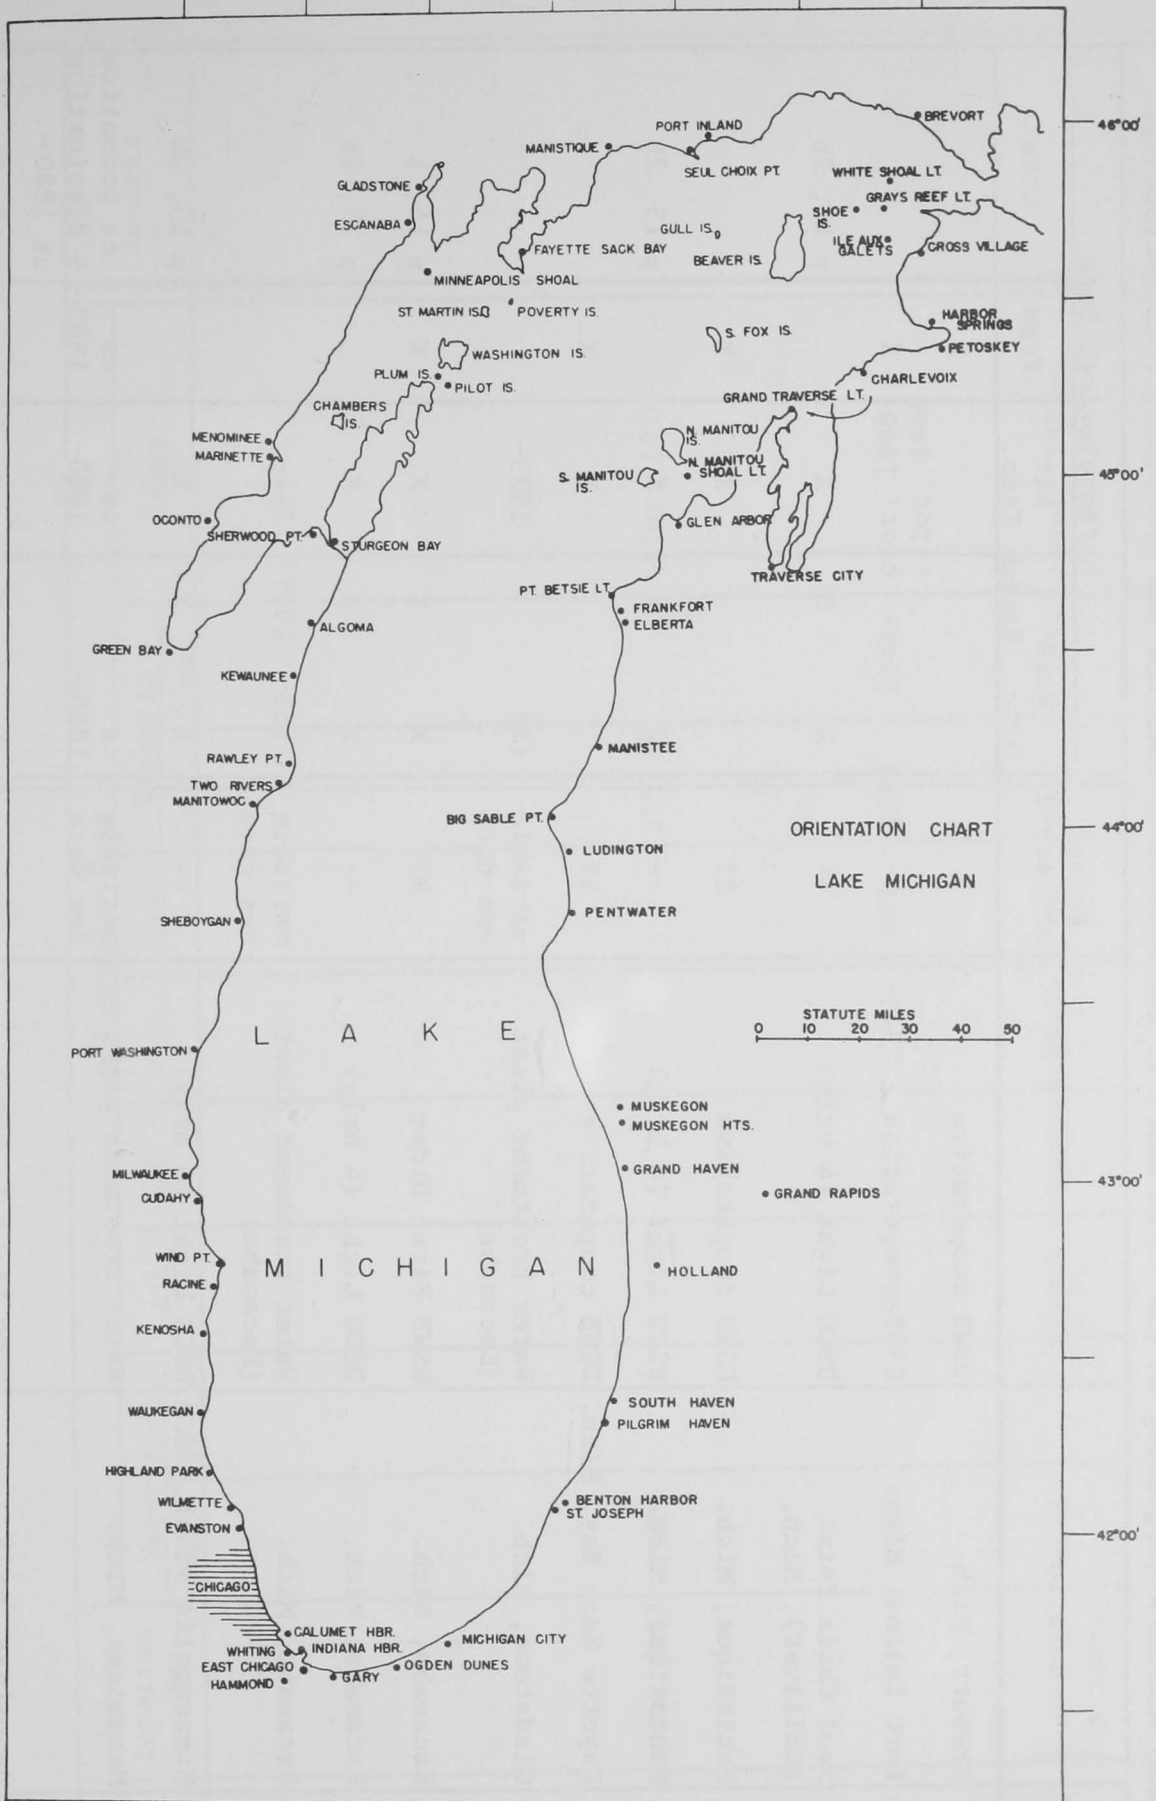 BREVORT
46°00'
PORT INLAND
MANISTIQUE
SEUL CHOIX PT.
WHITE SHOAL LT.
GLADSTONE
GRAYS REEF LT.
SHOE
IS.
ESCANABA
GULL IS.
ILE AUX
GALETS
FAYETTE SACK BAY
CROSS VILLAGE
BEAVER IS.
MINNEAPOLIS SHOAL
ST. MARTIN IS.
POVERTY IS.
HARBOR
SPRINGS
S. FOX IS.
PETOSKEY
WASHINGTON IS.
PLUM IS.
PILOT IS.
CHARLEVOIX
GRAND TRAVERSE LT.
CHAMBERS
IS.
N. MANITOU
IS.
MENOMINEE
MARINETTE
N. MANITOU
SHOAL LT.
S. MANITOU
IS.
45°00'
OCONTO
GLEN ARBOR
SHERWOOD PT.
STURGEON BAY
TRAVERSE CITY
PT. BETSIE LT.
FRANKFORT
ELBERTA
ALGOMA
GREEN BAY
KEWAUNEE
MANISTEE
RAWLEY PT.
TWO RIVERS
MANITOWOC
BIG SABLE PT.
ORIENTATION CHART
44°00'
LUDINGTON
LAKE MICHIGAN
PENTWATER
SHEBOYGAN
STATUTE MILES
0 10 20 30 40 50
LAKE
PORT WASHINGTON
MUSKEGON
MUSKEGON HTS.
GRAND HAVEN
MILWAUKEE
43°00'
CUDAHY
GRAND RAPIDS
WIND PT.
MICHIGAN
HOLLAND
RACINE
KENOSHA
SOUTH HAVEN
WAUKEGAN
PILGRIM HAVEN
HIGHLAND PARK
WILMETTE
BENTON HARBOR
ST. JOSEPH
EVANSTON
42°00'
CHICAGO
CALUMET HBR.
MICHIGAN CITY
WHITING
INDIANA HBR.
EAST CHICAGO
OGDEN DUNES
HAMMOND
GARY